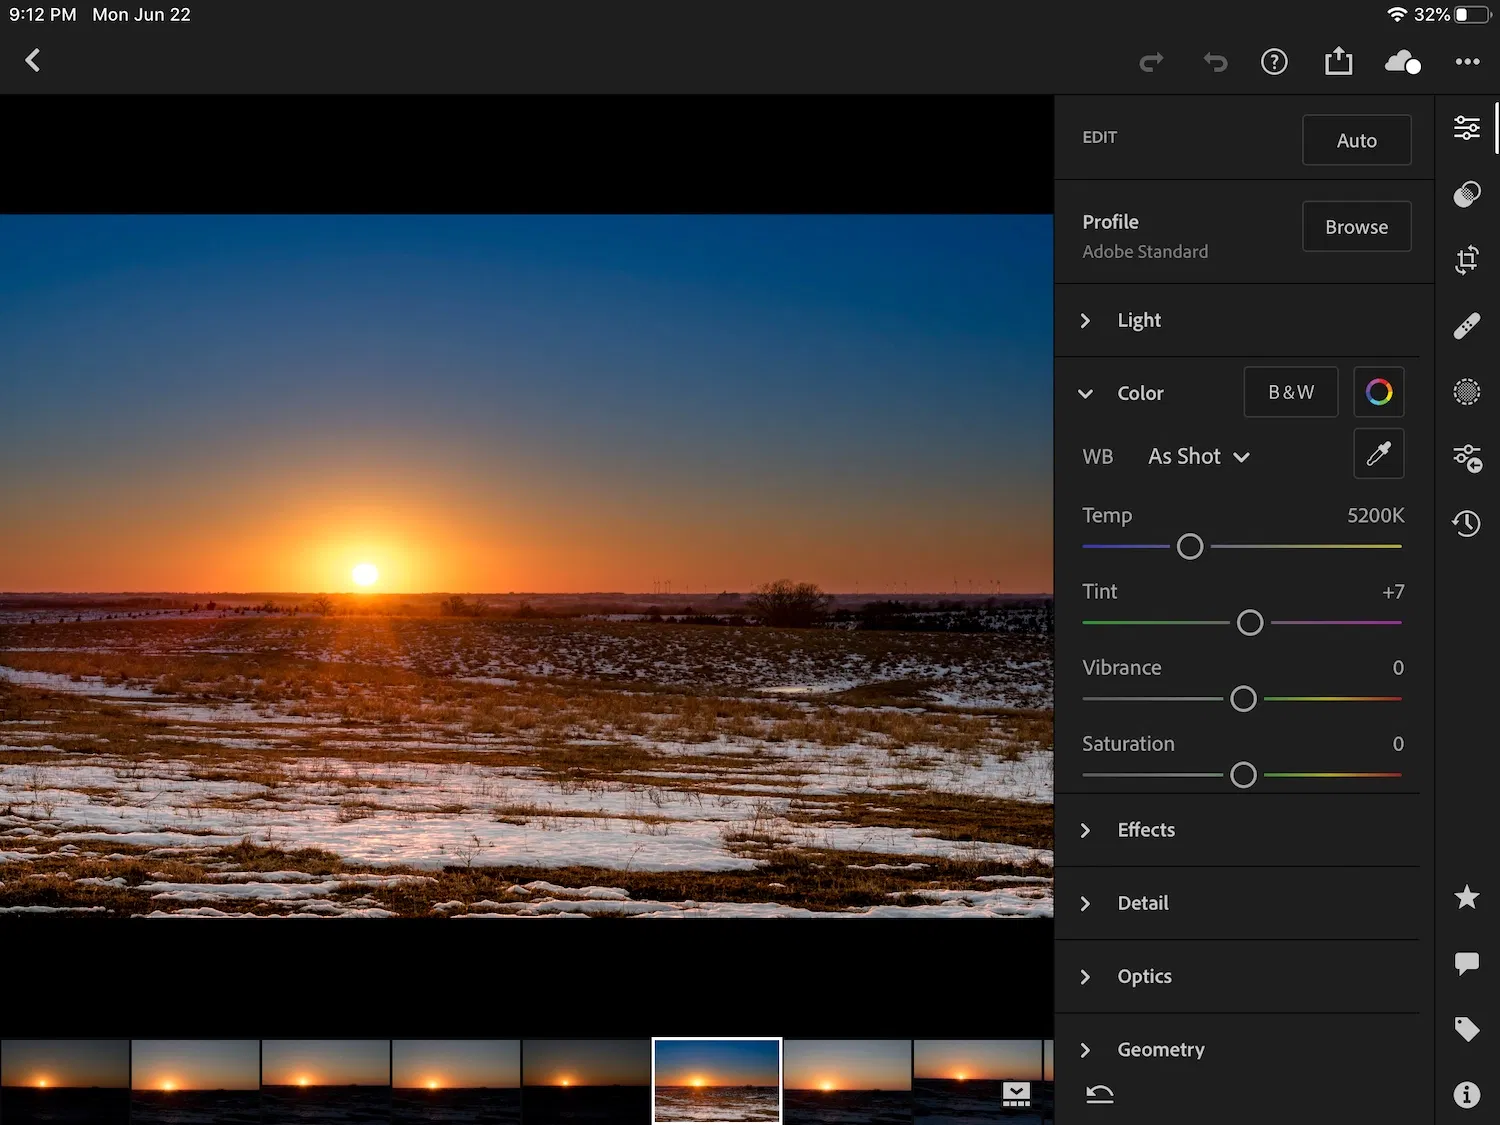 9:12 PM Mon Jun 22
32%
EDIT
Auto
Profile
Adobe Standard
Browse
Light
Color
B&W
WB As Shot
Temp 5200K
Tint +7
Vibrance 0
Saturation 0
Effects
Detail
Optics
Geometry